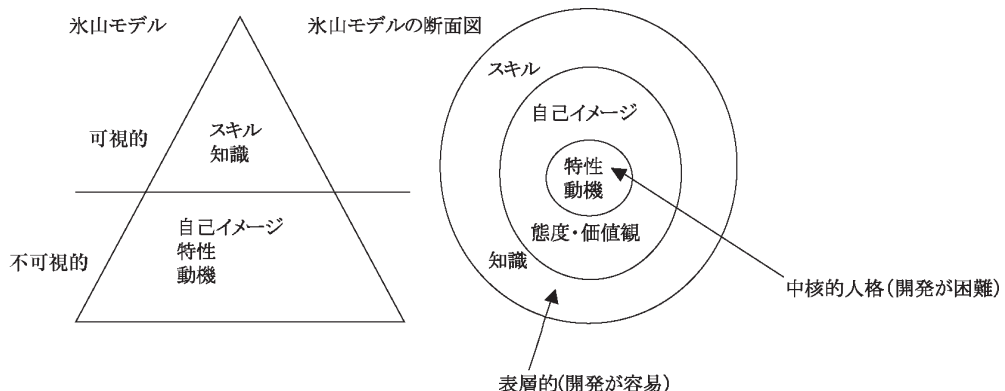 氷山モデル
可視的
スキル
知識
不可視的
自己イメージ
特性
動機
氷山モデルの断面図
スキル
自己イメージ
特性
動機
態度・価値観
知識
中核的人格(開発が困難)
表層的(開発が容易)